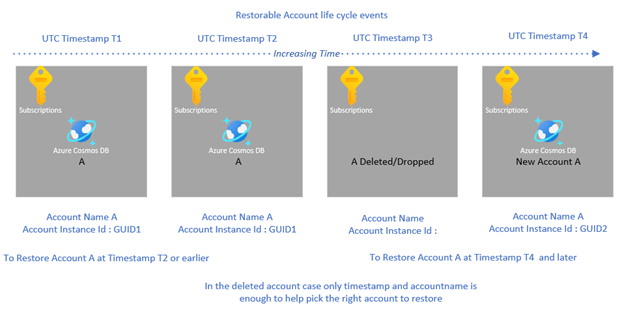 Restorable Account life cycle events
UTC Timestamp T1
UTC Timestamp T2
UTC Timestamp T3
UTC Timestamp T4
Increasing Time
Subscriptions
Azure Cosmos DB
A
Subscriptions
Azure Cosmos DB
A
Subscriptions
A Deleted/Dropped
Subscriptions
Azure Cosmos DB
New Account A
Account Name A
Account Instance Id : GUID1
Account Name A
Account Instance Id : GUID1
Account Name
Account Instance Id :
Account Name A
Account Instance Id : GUID2
To Restore Account A at Timestamp T2 or earlier
To Restore Account A at Timestamp T4 and later
In the deleted account case only timestamp and accountname is
enough to help pick the right account to restore